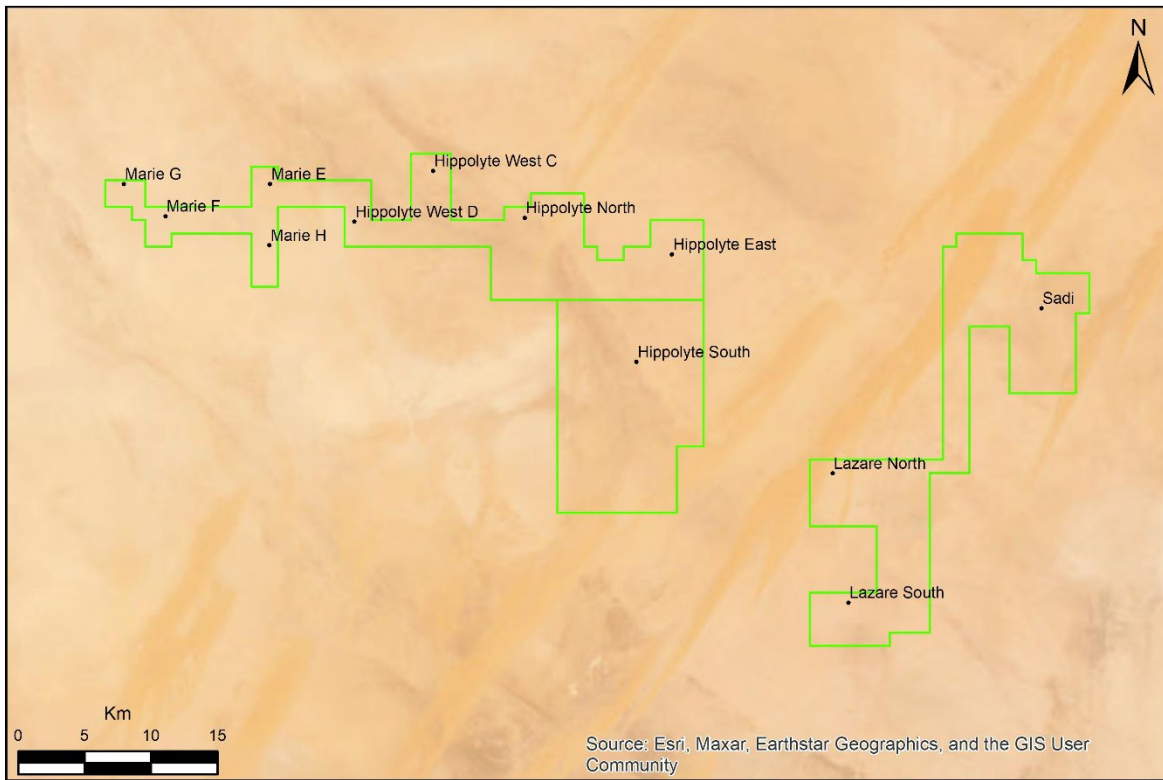 N
Hippolyte West C
Marie G
Marie E
Marie F
Hippolyte West D
Hippolyte North
Marie H
Hippolyte East
Sadi
Hippolyte South
Lazare North
Lazare South
Km
0 5 10 15
Source: Esri, Maxar, Earthstar Geographics, and the GIS User
Community